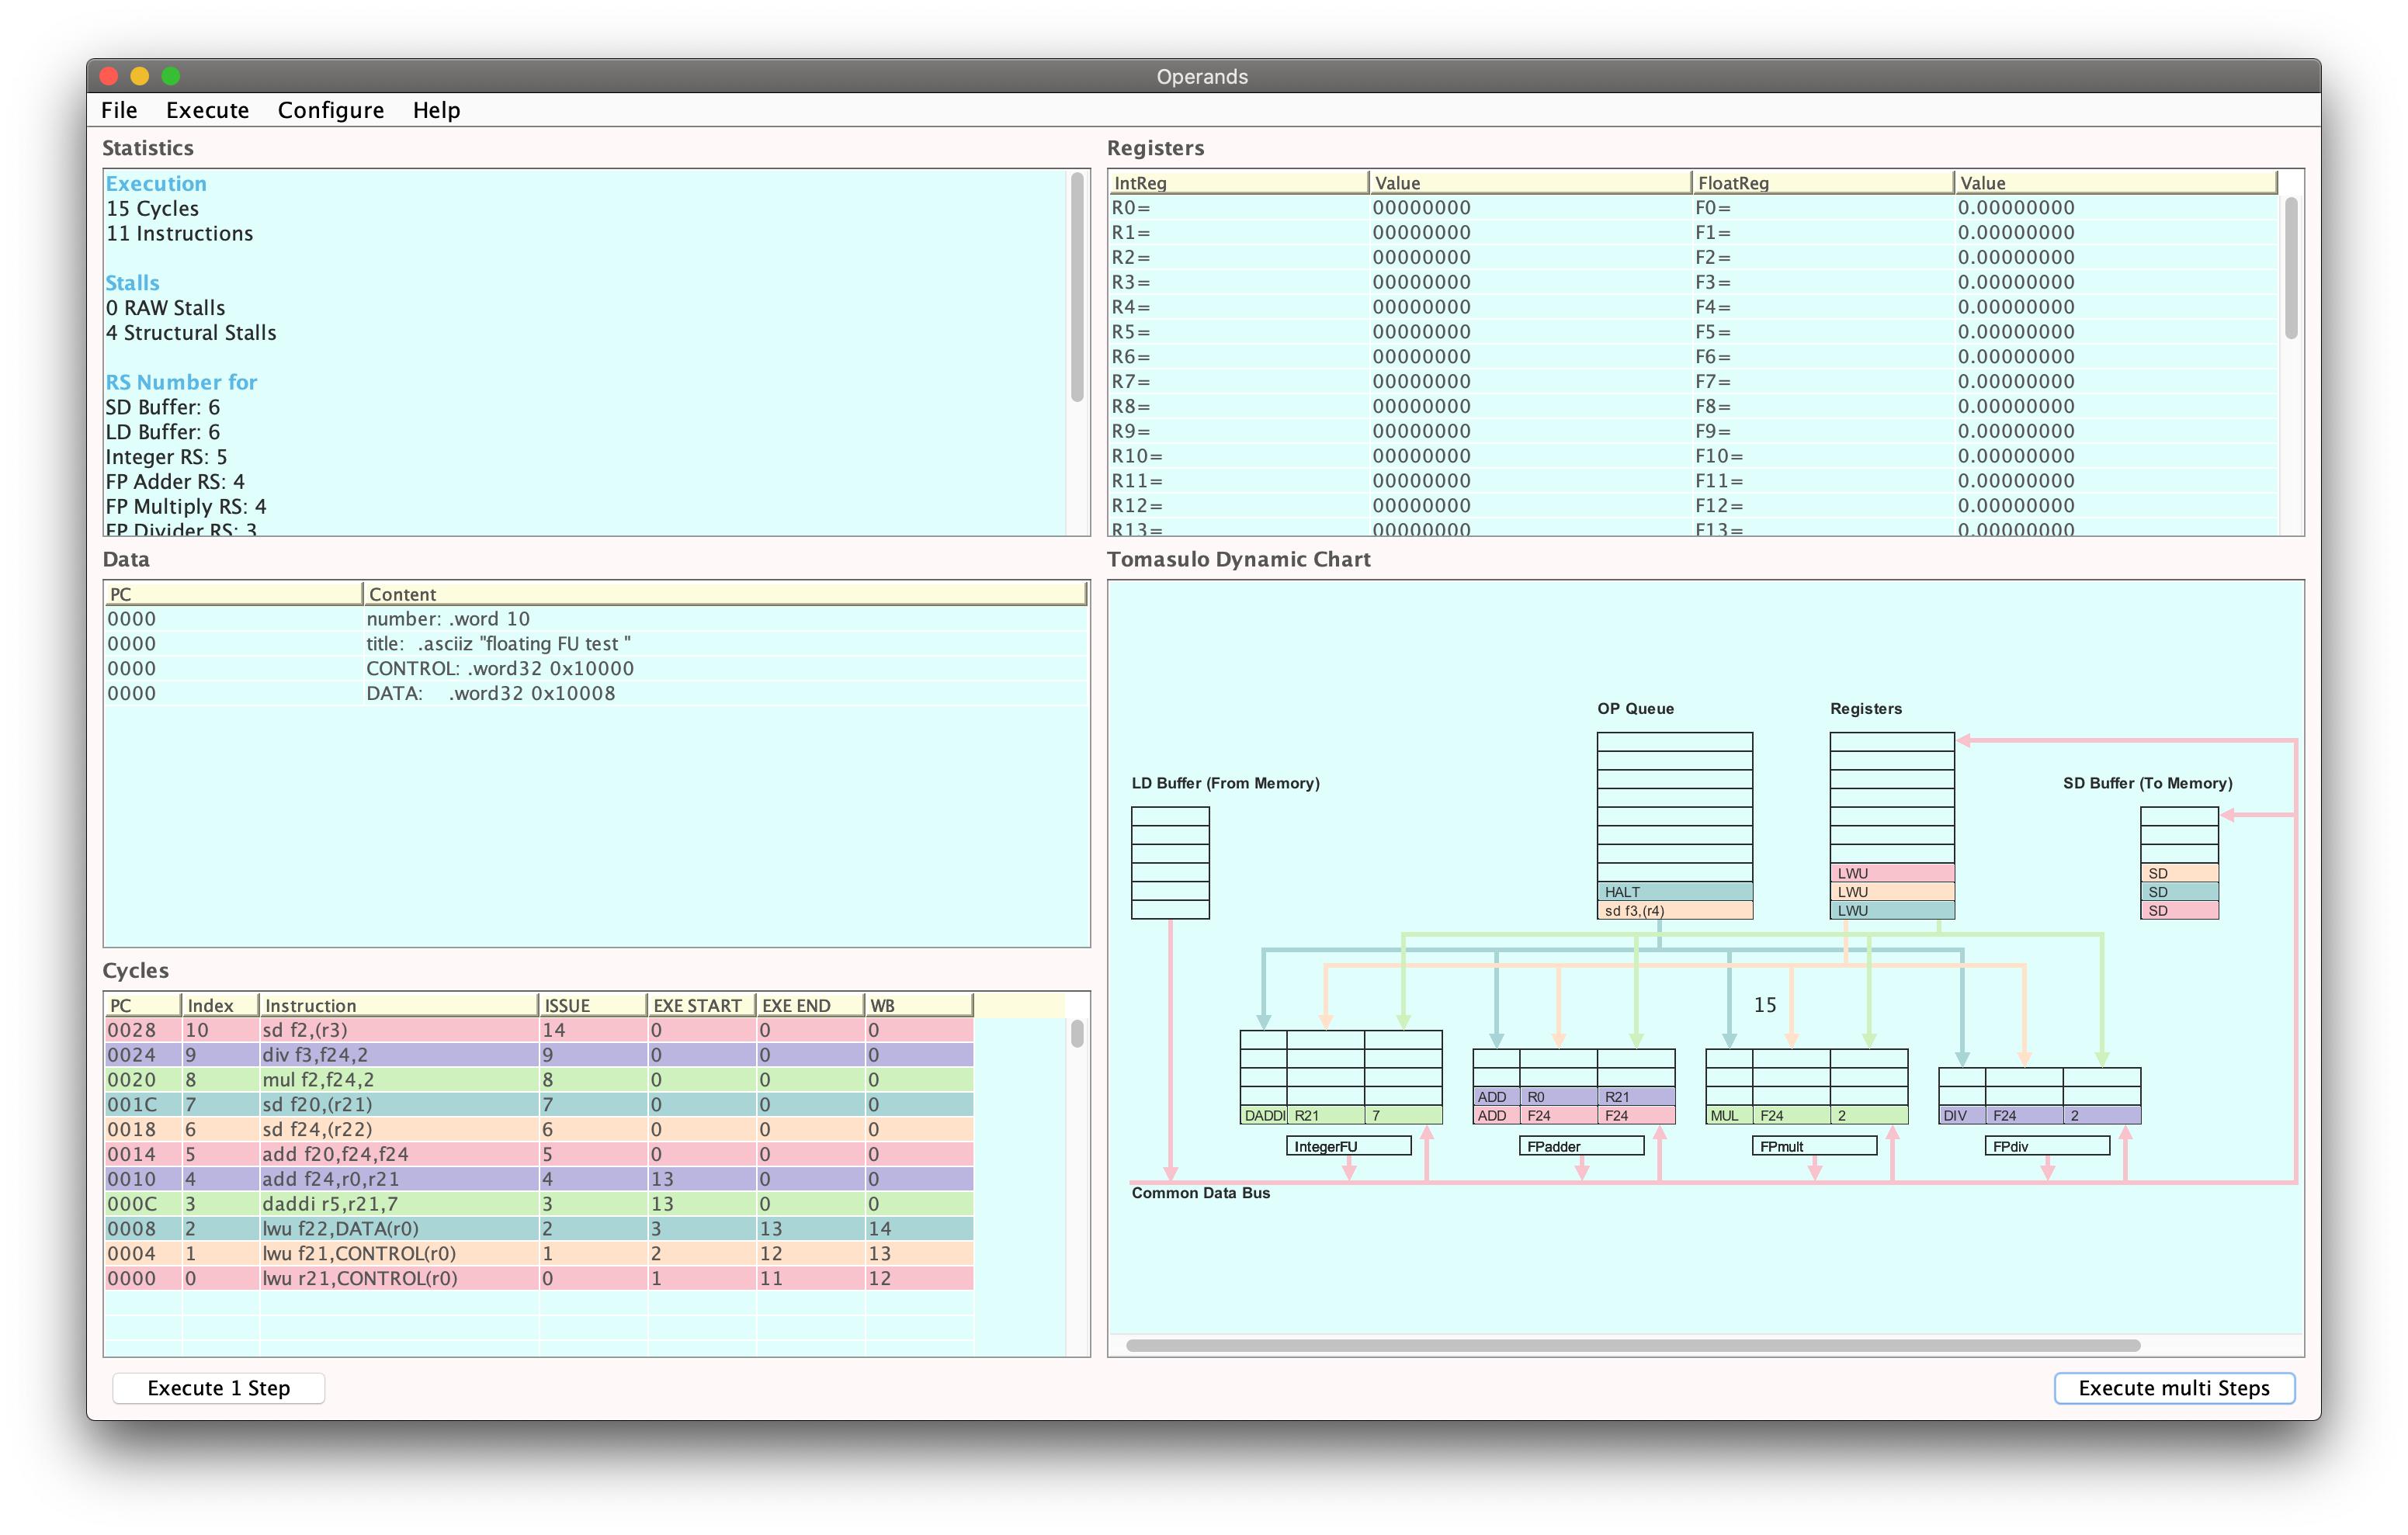 Operands
File Execute Configure Help
Statistics
Execution
15 Cycles
11 Instructions
Stalls
0 RAW Stalls
4 Structural Stalls
RS Number for
SD Buffer: 6
LD Buffer: 6
Integer RS: 5
FP Adder RS: 4
FP Multiply RS: 4
FP Divider RS: 3
Registers
IntReg Value FloatReg Value
R0= 00000000 F0= 0.00000000
R1= 00000000 F1= 0.00000000
R2= 00000000 F2= 0.00000000
R3= 00000000 F3= 0.00000000
R4= 00000000 F4= 0.00000000
R5= 00000000 F5= 0.00000000
R6= 00000000 F6= 0.00000000
R7= 00000000 F7= 0.00000000
R8= 00000000 F8= 0.00000000
R9= 00000000 F9= 0.00000000
R10= 00000000 F10= 0.00000000
R11= 00000000 F11= 0.00000000
R12= 00000000 F12= 0.00000000
R13= 00000000 F13= 0.00000000
Data
PC Content
0000 number: .word 10
0000 title: .asciiz "floating FU test "
0000 CONTROL: .word32 0x10000
0000 DATA: .word32 0x10008
Cycles
PC Index Instruction ISSUE EXE START EXE END WB
0028 10 sd f2,(r3) 14 0 0 0
0024 9 div f3,f24,2 9 0 0 0
0020 8 mul f2,f24,2 8 0 0 0
001C 7 sd f20,(r21) 7 0 0 0
0018 6 sd f24,(r22) 6 0 0 0
0014 5 add f20,f24,f24 5 0 0 0
0010 4 add f24,r0,r21 4 13 0 0
000C 3 daddi r5,r21,7 3 13 0 0
0008 2 lwu f22,DATA(r0) 2 3 13 14
0004 1 lwu f21,CONTROL(r0) 1 2 12 13
0000 0 lwu r21,CONTROL(r0) 0 1 11 12
Tomasulo Dynamic Chart
OP Queue Registers
LD Buffer (From Memory) SD Buffer (To Memory)
LWU SD
HALT LWU SD
sd f3,(r4) LWU SD
15
ADD R0 R21
DADDI R21 7 ADD F24 F24 MUL F24 2 DIV F24 2
IntegerFU FPadder FPmult FPdiv
Common Data Bus
Execute 1 Step Execute multi Steps